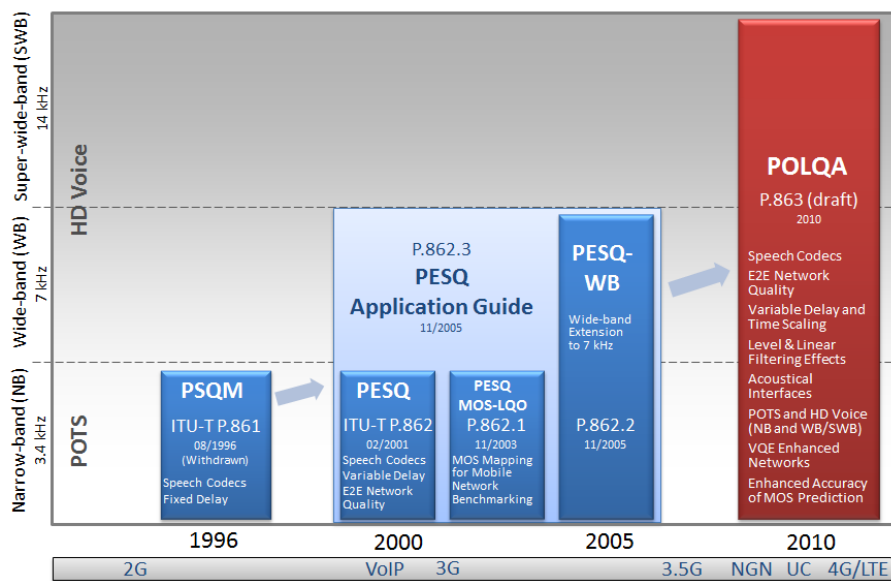 Super-wide-band (SWB)
14 kHz
Wide-band (WB)
7 kHz
Narrow-band (NB)
3.4 kHz
HD Voice
POTS
PSQM
ITU-T P.861
08/1996
(Withdrawn)
Speech Codecs
Fixed Delay
P.862.3
PESQ
Application Guide
11/2005
PESQ
ITU-T P.862
02/2001
Speech Codecs
Variable Delay
E2E Network
Quality
PESQ
MOS-LQO
P.862.1
11/2003
MOS Mapping
for Mobile
Network
Benchmarking
PESQ-
WB
Wide-band
Extension
to 7 kHz
P.862.2
11/2005
POLQA
P.863 (draft)
2010
Speech Codecs
E2E Network
Quality
Variable Delay and
Time Scaling
Level & Linear
Filtering Effects
Acoustical
Interfaces
POTS and HD Voice
(NB and WB/SWB)
VQE Enhanced
Networks
Enhanced Accuracy
of MOS Prediction
1996
2000
2005
2010
2G
VoIP
3G
3.5G
NGN
UC
4G/LTE